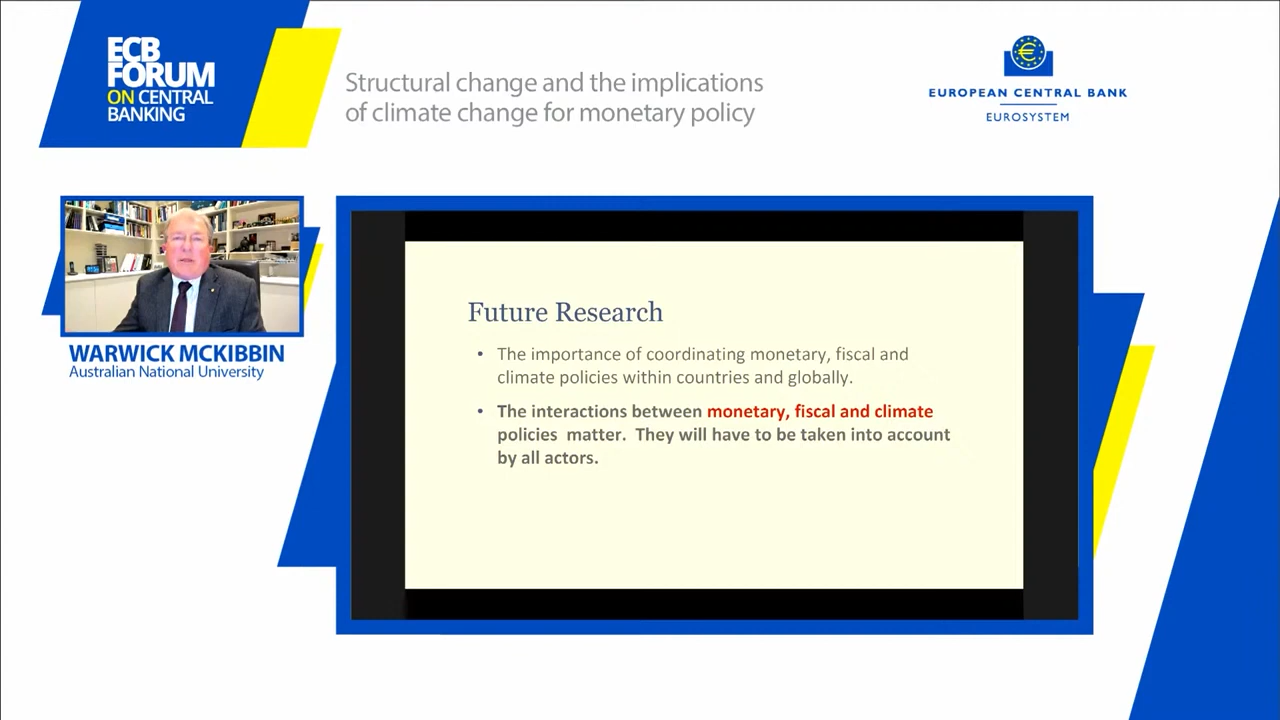 ECB
FORUM
ON CENTRAL
BANKING
Structural change and the implications
of climate change for monetary policy
EUROPEAN CENTRAL BANK
EUROSYSTEM
WARWICK MCKIBBIN
Australian National University
Future Research
• The importance of coordinating monetary, fiscal and
climate policies within countries and globally.
• The interactions between monetary, fiscal and climate
policies  matter.  They will have to be taken into account
by all actors.